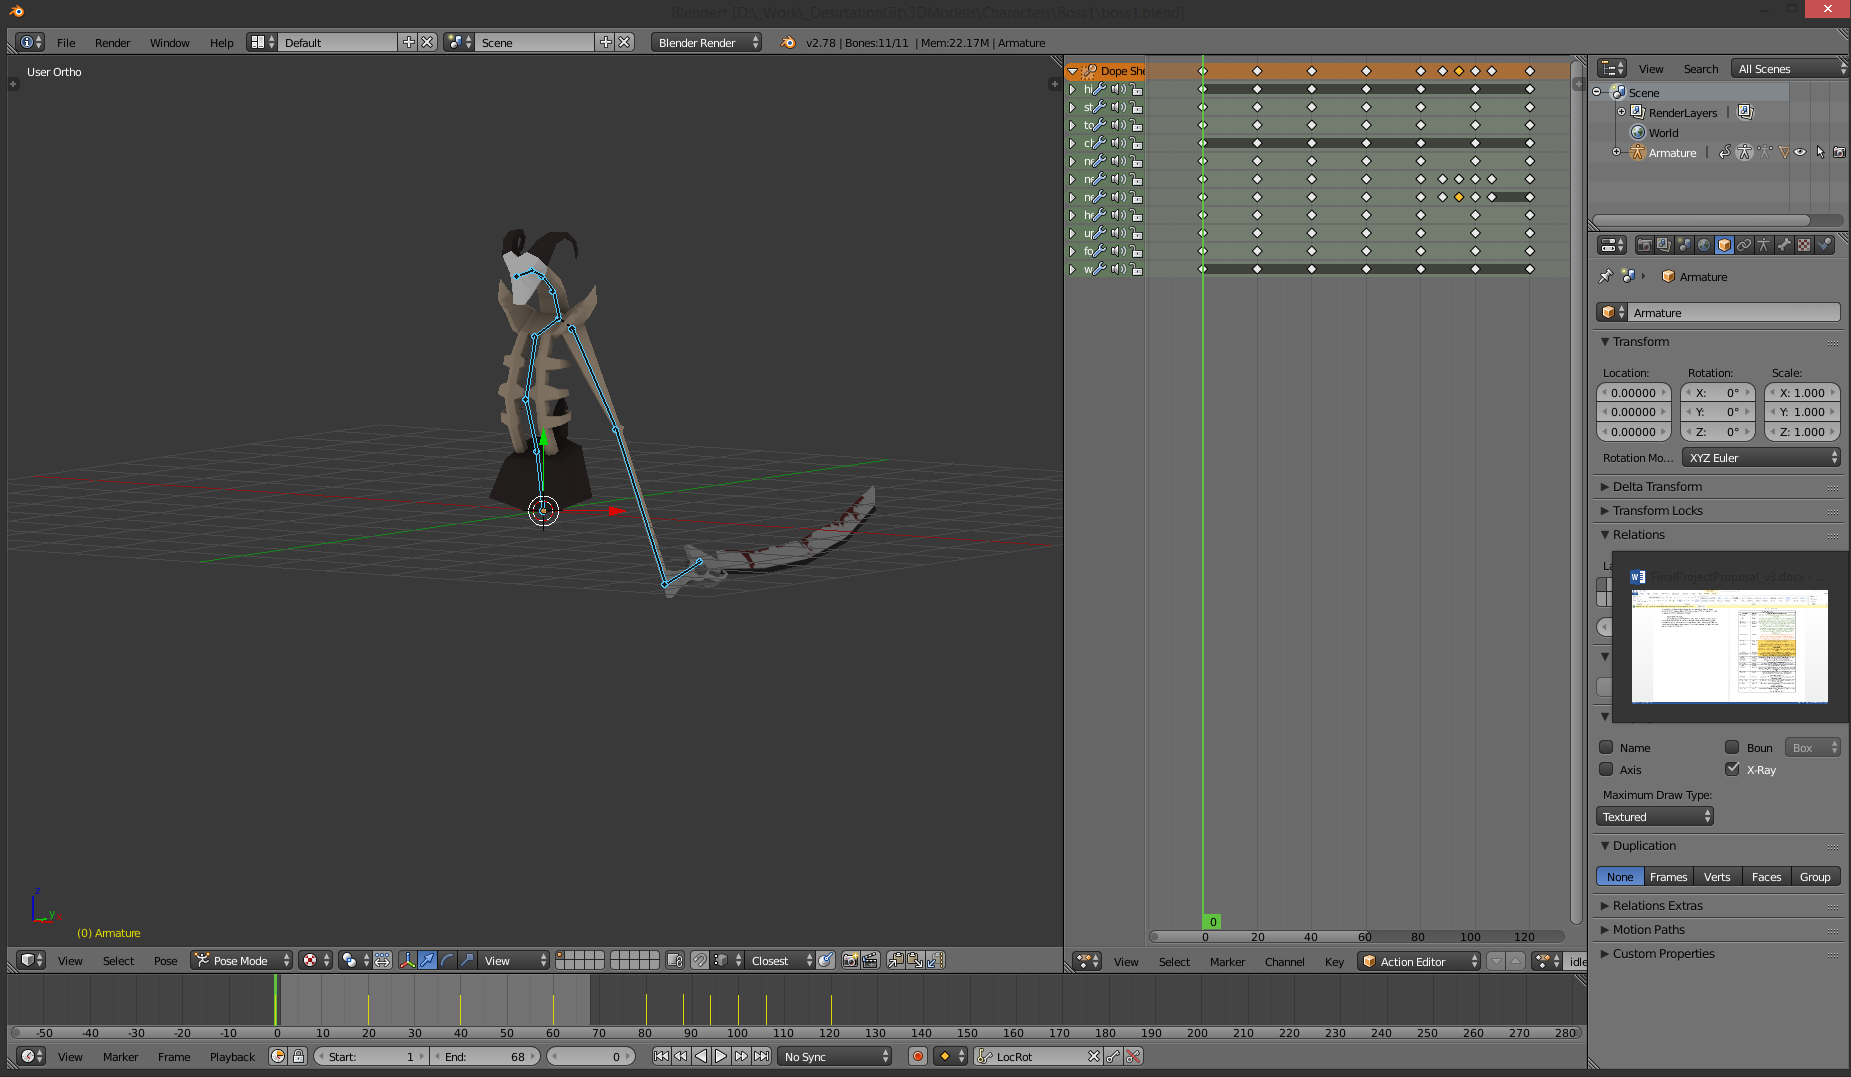 Blender* [D:\_Work\_DesirtationGit\3DModels\Characters\Boss1\boss1.blend]
File Render Window Help Default Scene Blender Render v2.78 | Bones:11/11 | Mem:22.17M | Armature
User Ortho
Dope She
hi
st
to
ch
ne
ne
ne
he
up
fo
w
0
0 20 40 60 80 100 120
(0) Armature
z
y
x
View Select Pose Pose Mode View Closest
View Select Marker Channel Key Action Editor idle
-50 -40 -30 -20 -10 0 10 20 30 40 50 60 70 80 90 100 110 120 130 140 150 160 170 180 190 200 210 220 230 240 250 260 270 280
View Marker Frame Playback Start: 1 End: 68 0 No Sync LocRot
View Search All Scenes
Scene
RenderLayers
World
Armature
Armature
Armature
Transform
Location: Rotation: Scale:
0.00000 X: 0° X: 1.000
0.00000 Y: 0° Y: 1.000
0.00000 Z: 0° Z: 1.000
Rotation Mo... XYZ Euler
Delta Transform
Transform Locks
Relations
La
FinalProjectProposal_v3.docx - ...
Name Boun Box
Axis X-Ray
Maximum Draw Type:
Textured
Duplication
None Frames Verts Faces Group
Relations Extras
Motion Paths
Custom Properties